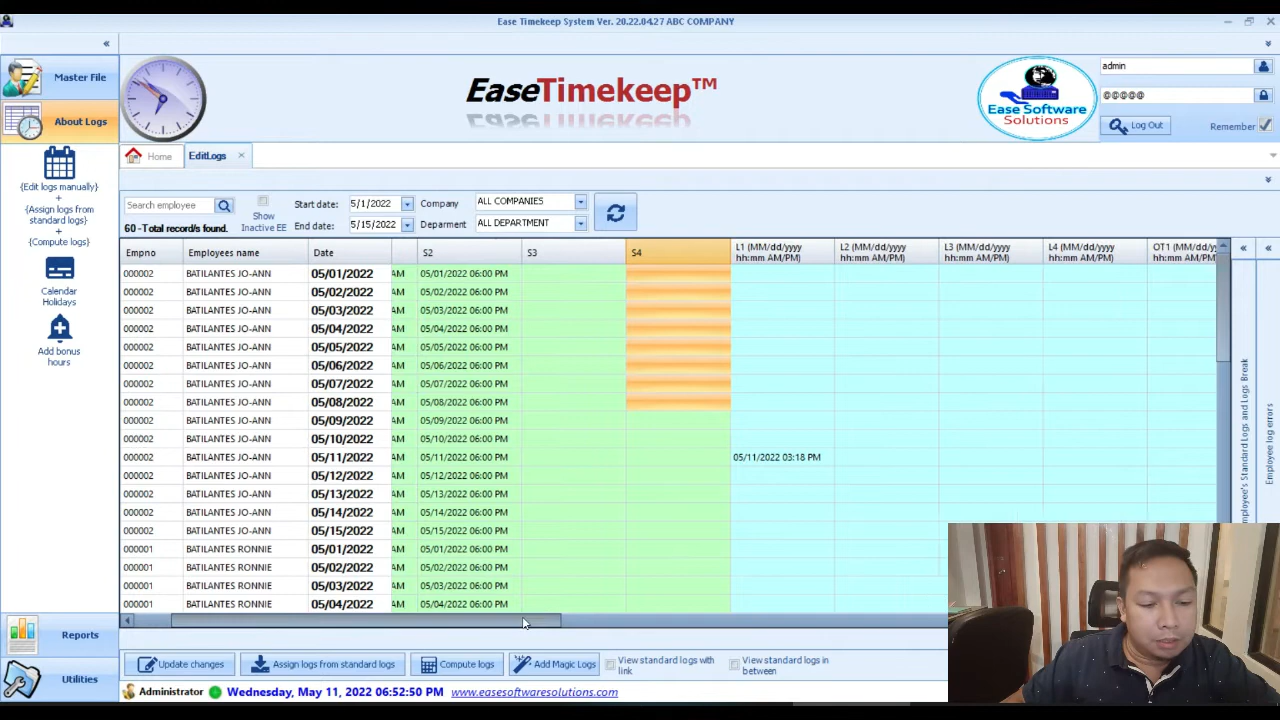 Ease Timekeep System Ver. 20.22.04.27 ABC COMPANY
Master File
About Logs
{Edit logs manually}
+
{Assign logs from
standard logs}
+
{Compute logs}
Calendar
Holidays
Add bonus
hours
Reports
Utilities
EaseTimekeep™
Ease Software
Solutions
admin
@@@@@
Log Out
Remember
Home
EditLogs
Search employee
Show
Inactive EE
60 - Total record/s found.
Start date: 5/1/2022
End date: 5/15/2022
Company ALL COMPANIES
Deparment ALL DEPARTMENT
Empno Employees name Date S2 S3 S4 L1 (MM/dd/yyyy hh:mm AM/PM) L2 (MM/dd/yyyy hh:mm AM/PM) L3 (MM/dd/yyyy hh:mm AM/PM) L4 (MM/dd/yyyy hh:mm AM/PM) OT1 (MM/dd/yy hh:mm AM/PM)
000002 BATILANTES JO-ANN 05/01/2022 AM 05/01/2022 06:00 PM
000002 BATILANTES JO-ANN 05/02/2022 AM 05/02/2022 06:00 PM
000002 BATILANTES JO-ANN 05/03/2022 AM 05/03/2022 06:00 PM
000002 BATILANTES JO-ANN 05/04/2022 AM 05/04/2022 06:00 PM
000002 BATILANTES JO-ANN 05/05/2022 AM 05/05/2022 06:00 PM
000002 BATILANTES JO-ANN 05/06/2022 AM 05/06/2022 06:00 PM
000002 BATILANTES JO-ANN 05/07/2022 AM 05/07/2022 06:00 PM
000002 BATILANTES JO-ANN 05/08/2022 AM 05/08/2022 06:00 PM
000002 BATILANTES JO-ANN 05/09/2022 AM 05/09/2022 06:00 PM
000002 BATILANTES JO-ANN 05/10/2022 AM 05/10/2022 06:00 PM
000002 BATILANTES JO-ANN 05/11/2022 AM 05/11/2022 06:00 PM 05/11/2022 03:18 PM
000002 BATILANTES JO-ANN 05/12/2022 AM 05/12/2022 06:00 PM
000002 BATILANTES JO-ANN 05/13/2022 AM 05/13/2022 06:00 PM
000002 BATILANTES JO-ANN 05/14/2022 AM 05/14/2022 06:00 PM
000002 BATILANTES JO-ANN 05/15/2022 AM 05/15/2022 06:00 PM
000001 BATILANTES RONNIE 05/01/2022 AM 05/01/2022 06:00 PM
000001 BATILANTES RONNIE 05/02/2022 AM 05/02/2022 06:00 PM
000001 BATILANTES RONNIE 05/03/2022 AM 05/03/2022 06:00 PM
000001 BATILANTES RONNIE 05/04/2022 AM 05/04/2022 06:00 PM
mployee's Standard Logs and Logs Break
Employee log errors
Update changes
Assign logs from standard logs
Compute logs
Add Magic Logs
View standard logs with
link
View standard logs in
between
Administrator Wednesday, May 11, 2022 06:52:50 PM www.easesoftwaresolutions.com